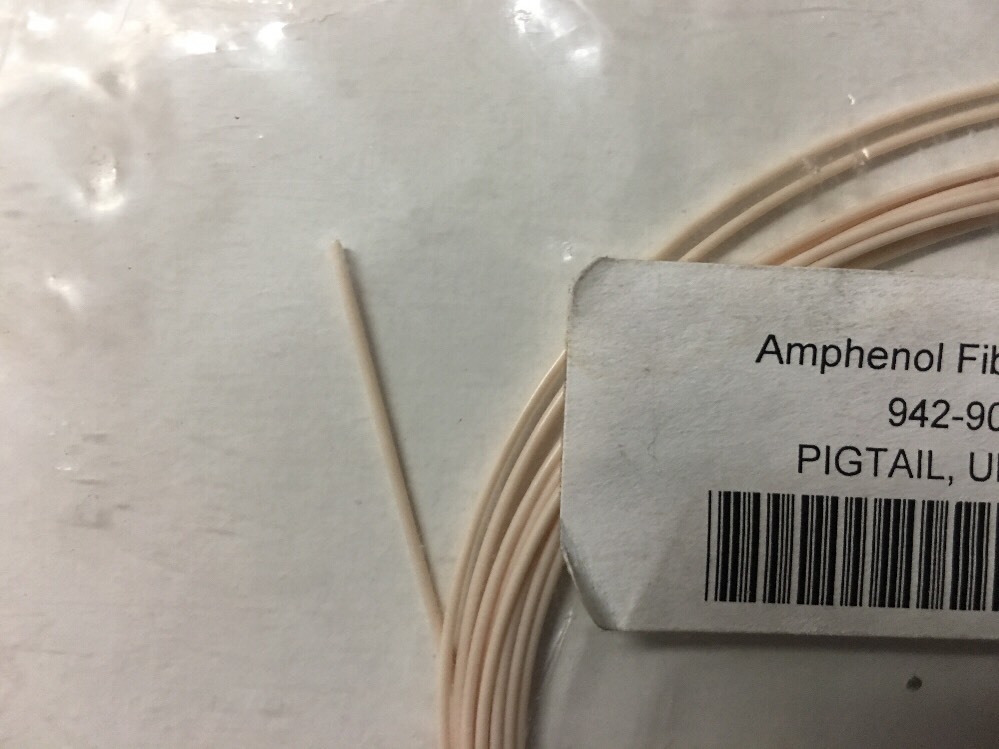 Amphenol Fib
942-90
PIGTAIL, U